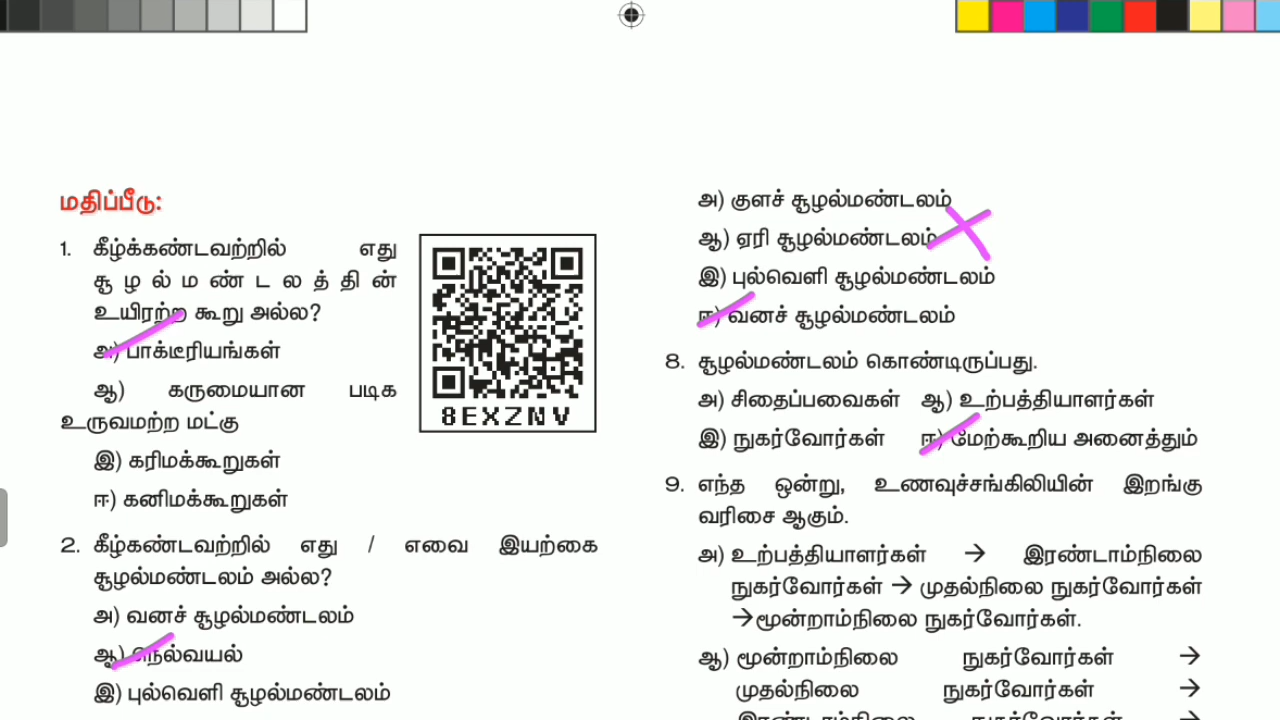 மதிப்பீடு:
1. கீழ்க்கண்டவற்றில் எது
சூழல்மண்டலத்தின்
உயிரற்ற கூறு அல்ல?
அ) பாக்டீரியங்கள்
ஆ) கருமையான படிக
உருவமற்ற மட்கு
இ) கரிமக்கூறுகள்
ஈ) கனிமக்கூறுகள்
8EXZNV
2. கீழ்கண்டவற்றில் எது / எவை இயற்கை
சூழல்மண்டலம் அல்ல?
அ) வனச் சூழல்மண்டலம்
ஆ) நெல்வயல்
இ) புல்வெளி சூழல்மண்டலம்
அ) குளச் சூழல்மண்டலம்
ஆ) ஏரி சூழல்மண்டலம்
இ) புல்வெளி சூழல்மண்டலம்
ஈ) வனச் சூழல்மண்டலம்
8. சூழல்மண்டலம் கொண்டிருப்பது.
அ) சிதைப்பவைகள் ஆ) உற்பத்தியாளர்கள்
இ) நுகர்வோர்கள் ஈ) மேற்கூறிய அனைத்தும்
9. எந்த ஒன்று, உணவுச்சங்கிலியின் இறங்கு
வரிசை ஆகும்.
அ) உற்பத்தியாளர்கள் → இரண்டாம்நிலை
நுகர்வோர்கள் → முதல்நிலை நுகர்வோர்கள்
→மூன்றாம்நிலை நுகர்வோர்கள்.
ஆ) மூன்றாம்நிலை நுகர்வோர்கள் →
முதல்நிலை நுகர்வோர்கள் →
இரண்டாம்நிலை நுகர்வோர்கள் →